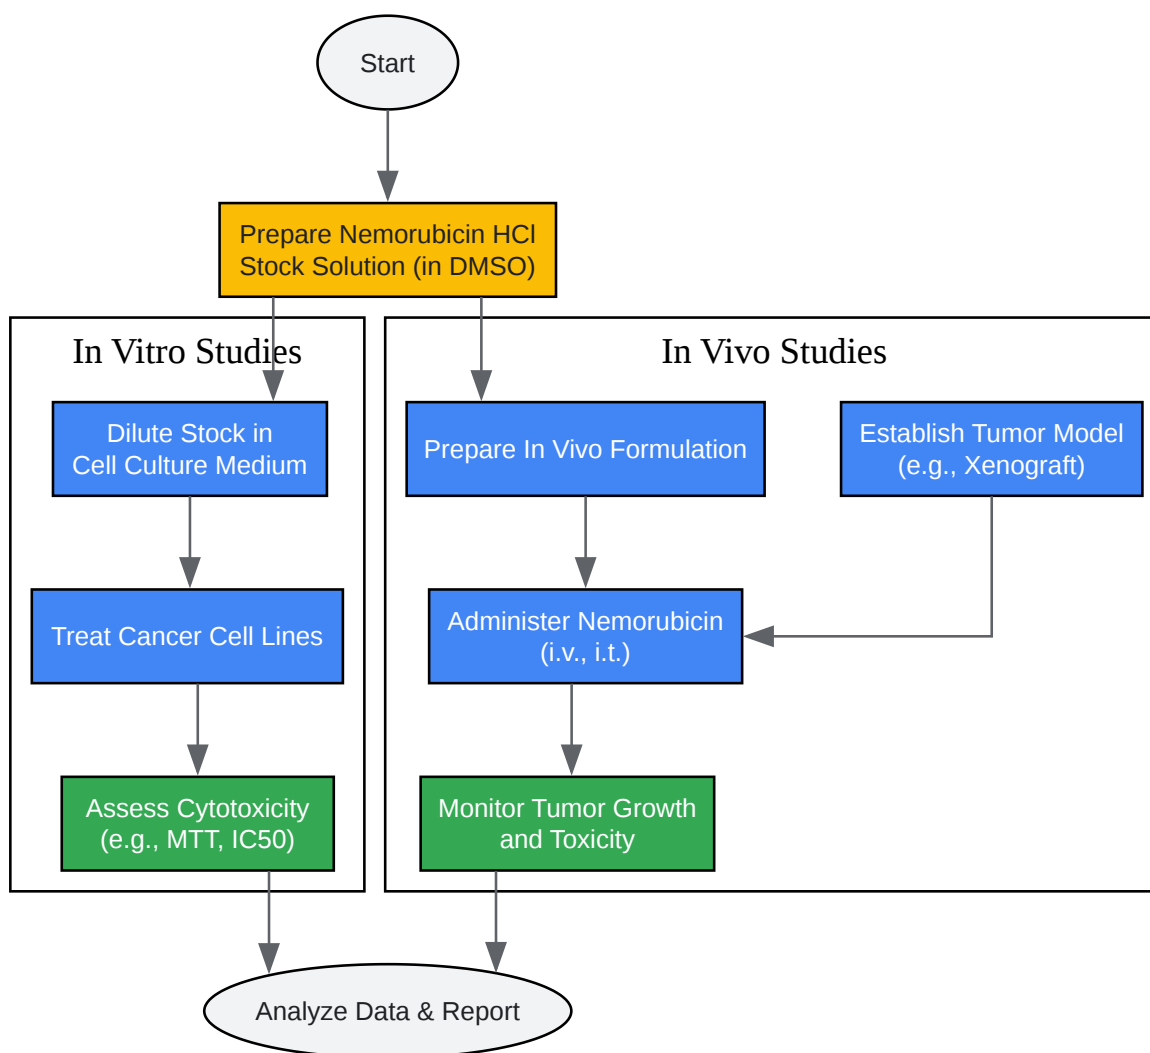 Start
Prepare Nemorubicin HCl
Stock Solution (in DMSO)
In Vitro Studies
Dilute Stock in
Cell Culture Medium
Treat Cancer Cell Lines
Assess Cytotoxicity
(e.g., MTT, IC50)
In Vivo Studies
Prepare In Vivo Formulation
Establish Tumor Model
(e.g., Xenograft)
Administer Nemorubicin
(i.v., i.t.)
Monitor Tumor Growth
and Toxicity
Analyze Data & Report